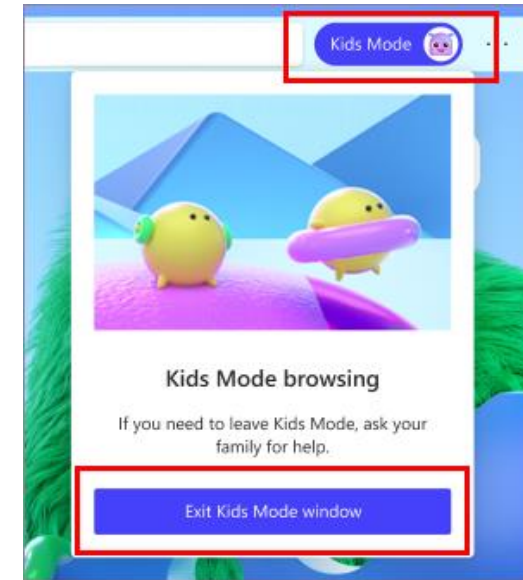 Kids Mode
Kids Mode browsing
If you need to leave Kids Mode, ask your
family for help.
Exit Kids Mode window